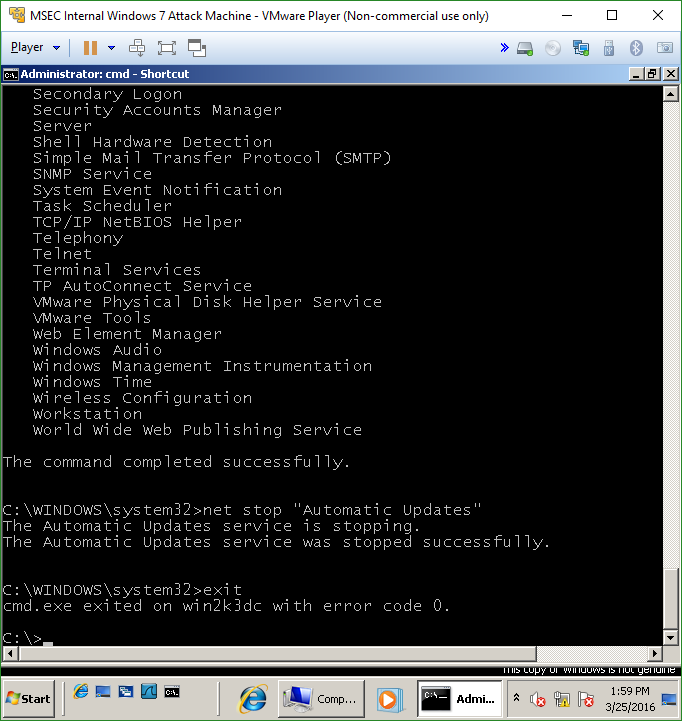 MSEC Internal Windows 7 Attack Machine - VMware Player (Non-commercial use only)
Player
Administrator: cmd - Shortcut
Secondary Logon
Security Accounts Manager
Server
Shell Hardware Detection
Simple Mail Transfer Protocol (SMTP)
SNMP Service
System Event Notification
Task Scheduler
TCP/IP NetBIOS Helper
Telephony
Telnet
Terminal Services
TP AutoConnect Service
VMware Physical Disk Helper Service
VMware Tools
Web Element Manager
Windows Audio
Windows Management Instrumentation
Windows Time
Wireless Configuration
Workstation
World Wide Web Publishing Service
The command completed successfully.
C:\WINDOWS\system32>net stop "Automatic Updates"
The Automatic Updates service is stopping.
The Automatic Updates service was stopped successfully.
C:\WINDOWS\system32>exit
cmd.exe exited on win2k3dc with error code 0.
C:\>_
This copy of Windows is not genuine
Start
Comp...
Admi...
1:59 PM
3/25/2016